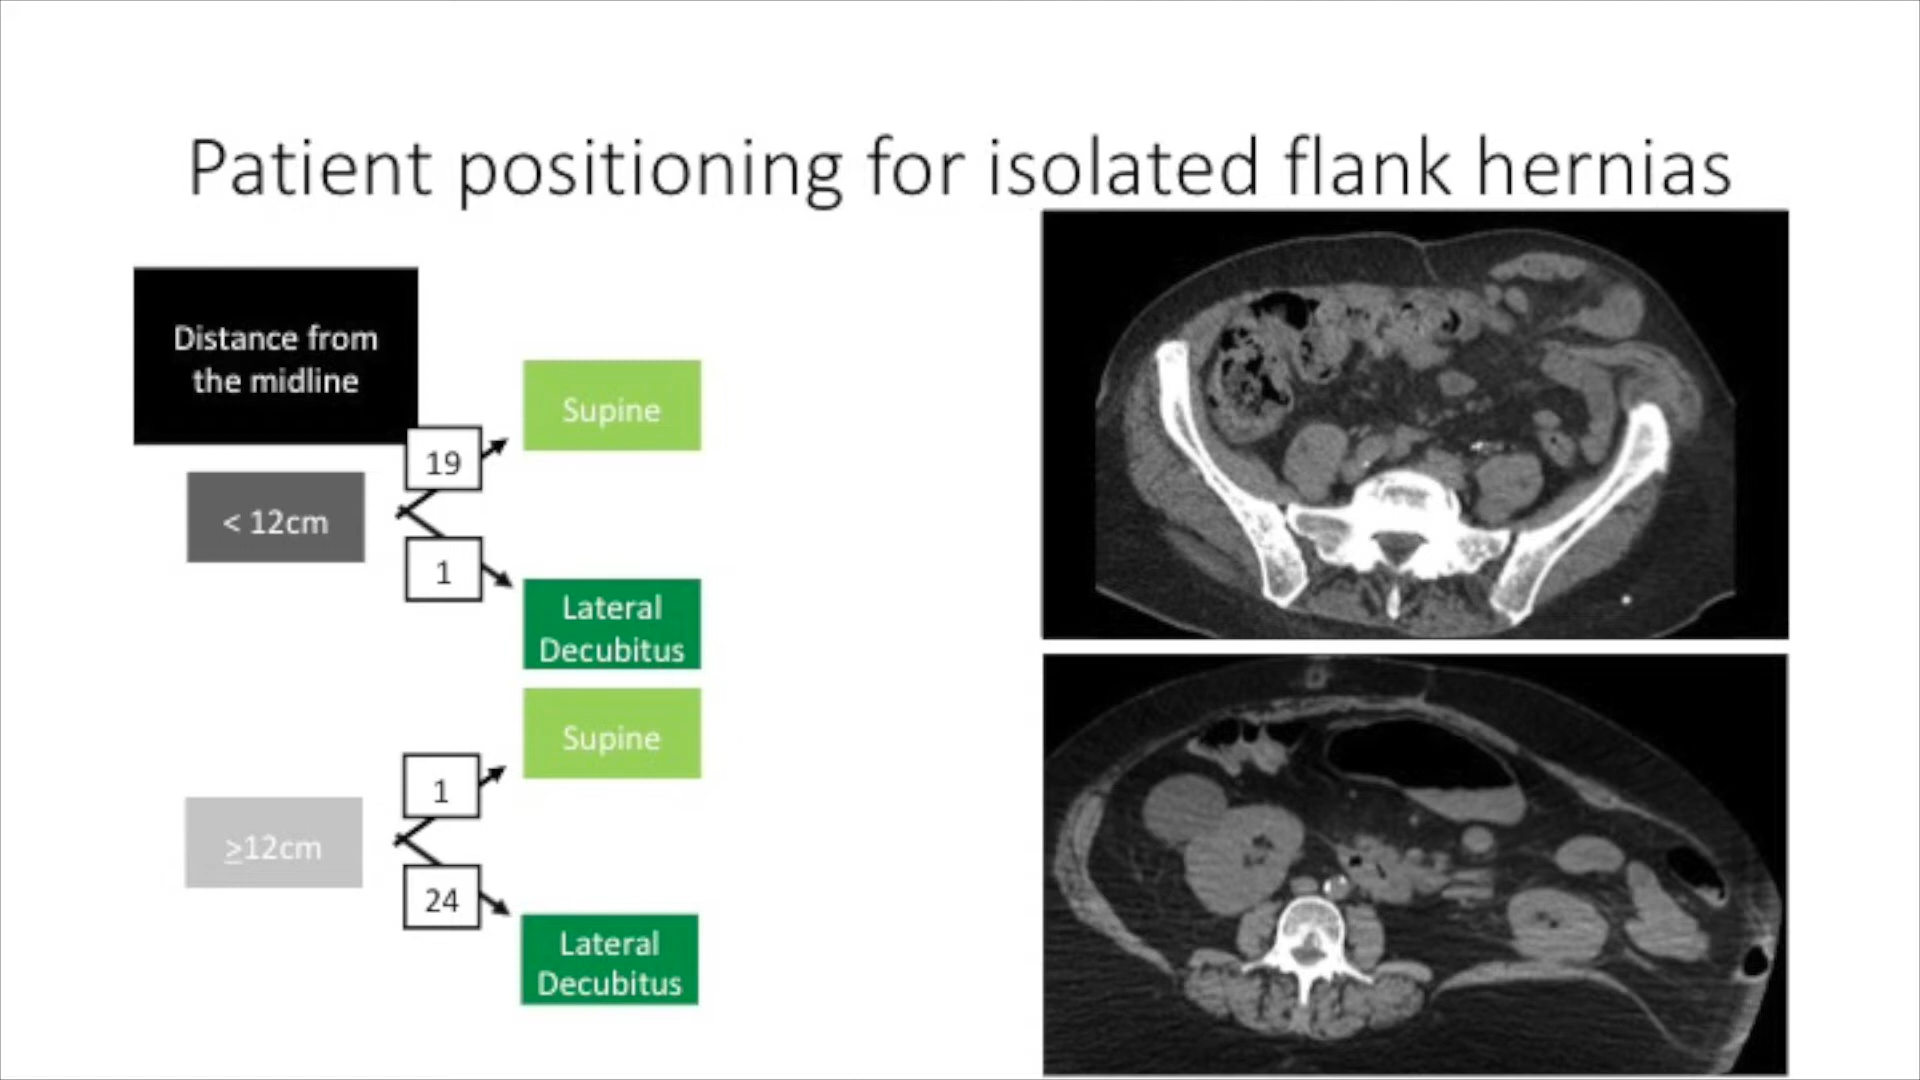 Patient positioning for isolated flank hernias
Distance from
the midline
< 12cm
19
Supine
1
Lateral
Decubitus
≥12cm
1
Supine
24
Lateral
Decubitus